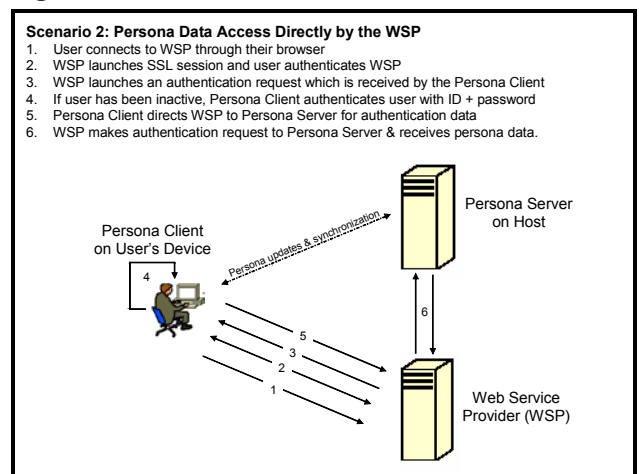 Scenario 2: Persona Data Access Directly by the WSP
1. User connects to WSP through their browser
2. WSP launches SSL session and user authenticates WSP
3. WSP launches an authentication request which is received by the Persona Client
4. If user has been inactive, Persona Client authenticates user with ID + password
5. Persona Client directs WSP to Persona Server for authentication data
6. WSP makes authentication request to Persona Server & receives persona data.
Persona Server
on Host
Persona Client
on User's Device
Persona updates & synchronization
4
6
5
3
2
1
Web Service
Provider (WSP)